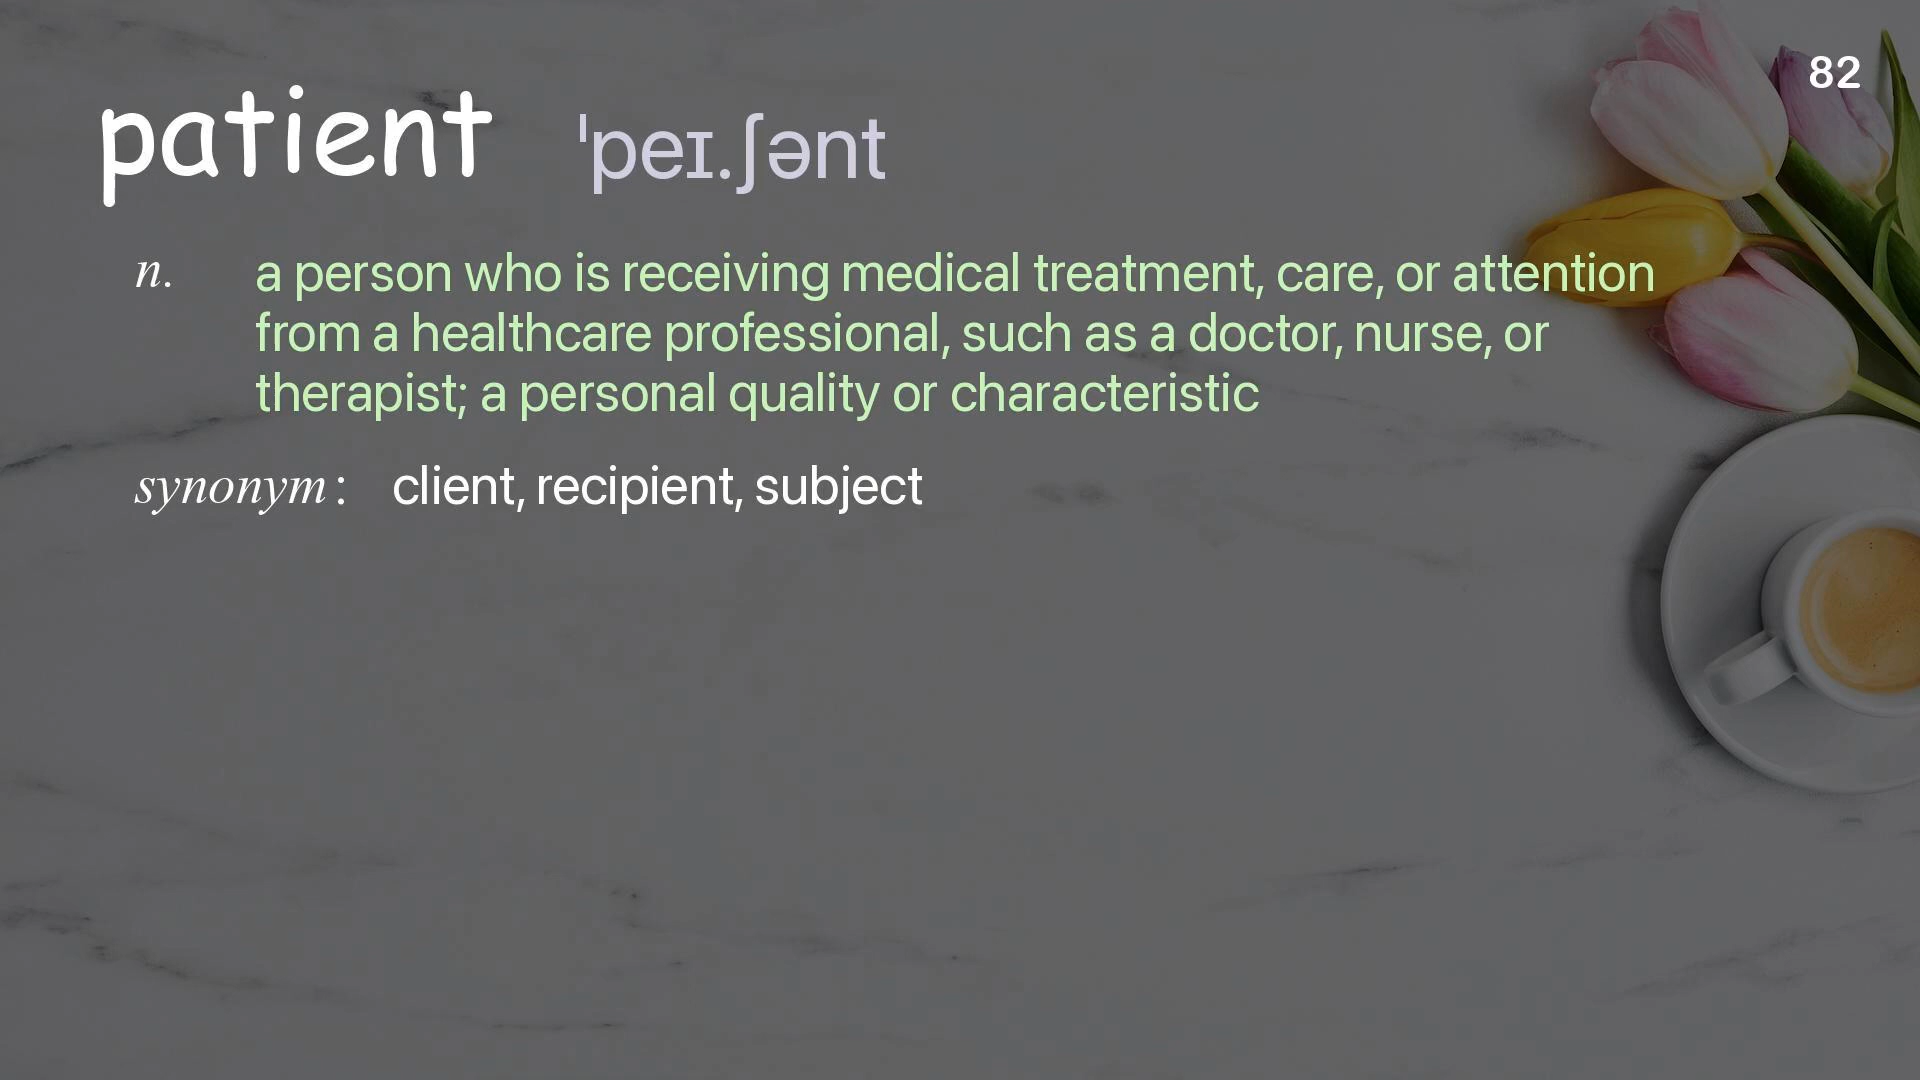 82
patient ˈpeɪ.ʃənt
n. a person who is receiving medical treatment, care, or attention
from a healthcare professional, such as a doctor, nurse, or
therapist; a personal quality or characteristic
synonym: client, recipient, subject